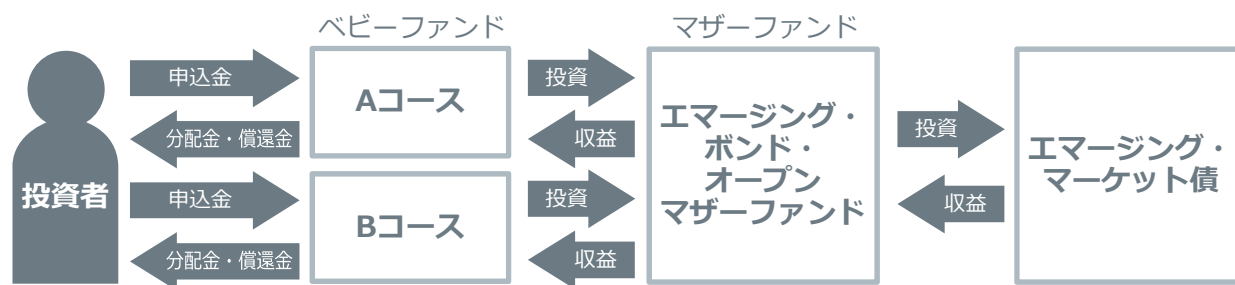 ベビーファンド
マザーファンド
投資者
申込金
分配金・償還金
申込金
分配金・償還金
Aコース
Bコース
投資
収益
投資
収益
エマージング・
ボンド・
オープン
マザーファンド
投資
収益
エマージング・
マーケット債